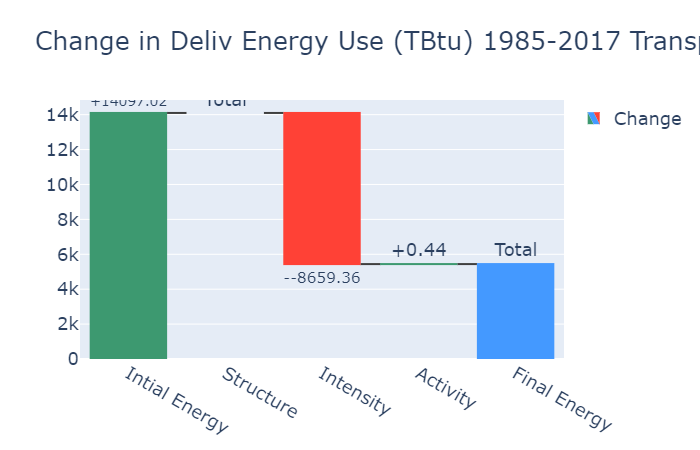 Change in Deliv Energy Use (TBtu) 1985-2017 Transp
+14097.02
Total
14k
12k
10k
8k
6k
4k
2k
0
--8659.36
+0.44
Total
Change
Intial Energy
Structure
Intensity
Activity
Final Energy